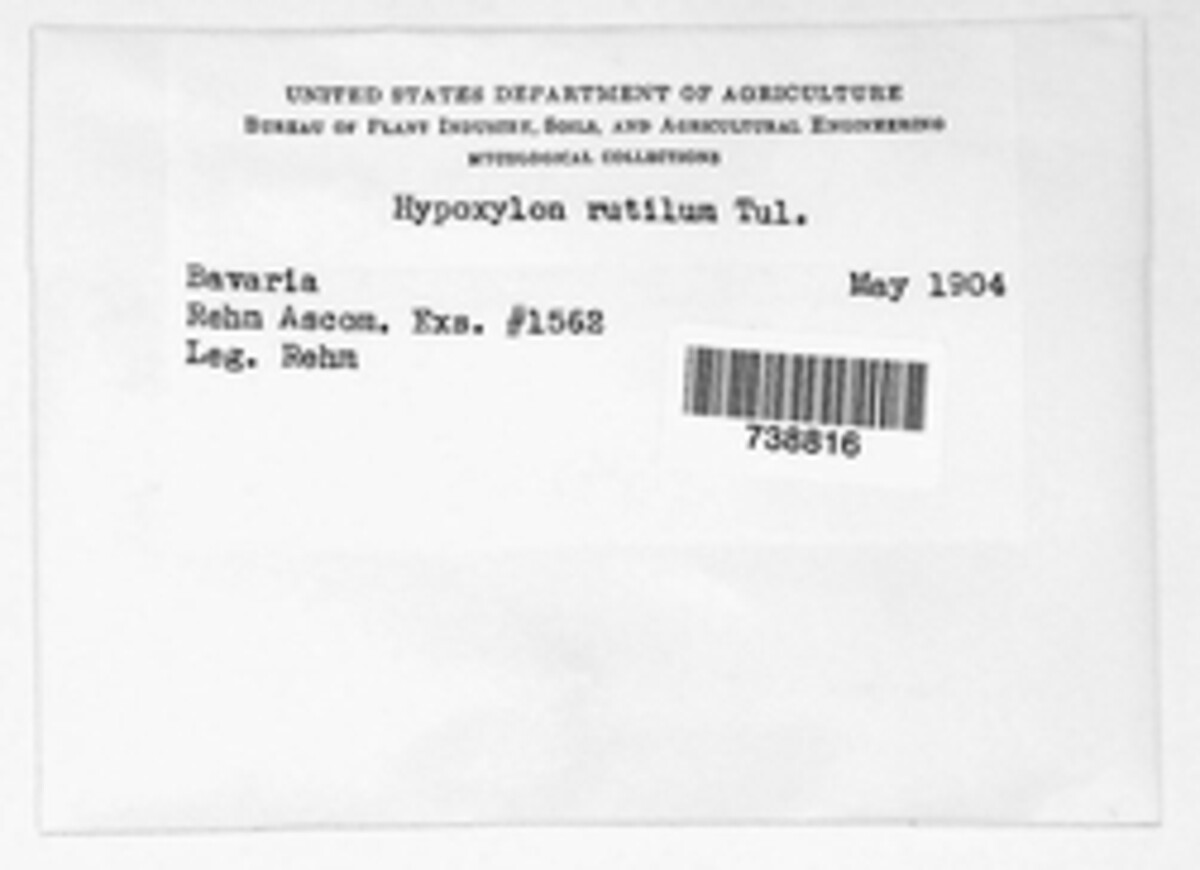 UNITED STATES DEPARTMENT OF AGRICULTURE
BUREAU OF PLANT INDUSTRY, SOILS, AND AGRICULTURAL ENGINEERING
MYCOLOGICAL COLLECTIONS
Hypoxylon rutilum Tul.
Bavaria May 1904
Rehm Ascom. Exs. #1562
Leg. Rehm
738816